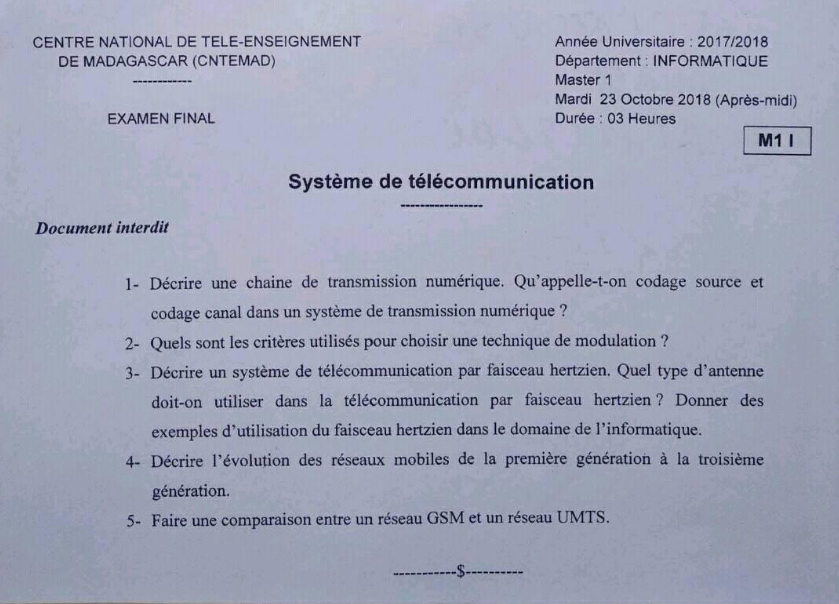 CENTRE NATIONAL DE TELE-ENSEIGNEMENT
DE MADAGASCAR (CNTEMAD)
------------
EXAMEN FINAL
Année Universitaire : 2017/2018
Département : INFORMATIQUE
Master 1
Mardi 23 Octobre 2018 (Après-midi)
Durée : 03 Heures
M1 I
Système de télécommunication
----------------
Document interdit
1- Décrire une chaine de transmission numérique. Qu'appelle-t-on codage source et
codage canal dans un système de transmission numérique ?
2- Quels sont les critères utilisés pour choisir une technique de modulation ?
3- Décrire un système de télécommunication par faisceau hertzien. Quel type d'antenne
doit-on utiliser dans la télécommunication par faisceau hertzien ? Donner des
exemples d'utilisation du faisceau hertzien dans le domaine de l'informatique.
4- Décrire l'évolution des réseaux mobiles de la première génération à la troisième
génération.
5- Faire une comparaison entre un réseau GSM et un réseau UMTS.
-----------$----------